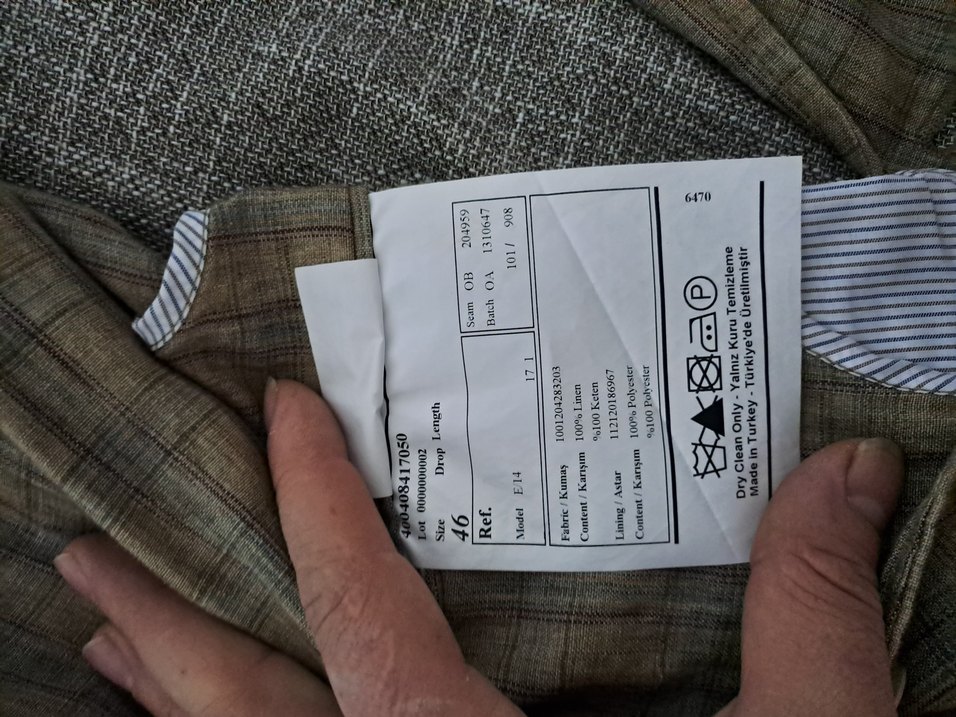 400408417050
Lot 00000000002
Size Drop Length
46
Ref.
Model E/14 17 1
Seam OB 204959
Batch OA 1310647
101 / 908
Fabric / Kumaş 1001204283203
Content / Karışım 100% Linen
%100 Keten
Lining / Astar 112120186967
Content / Karışım 100% Polyester
%100 Polyester
6470
P
Dry Clean Only - Yalnız Kuru Temizleme
Made in Turkey - Türkiye'de Üretilmiştir